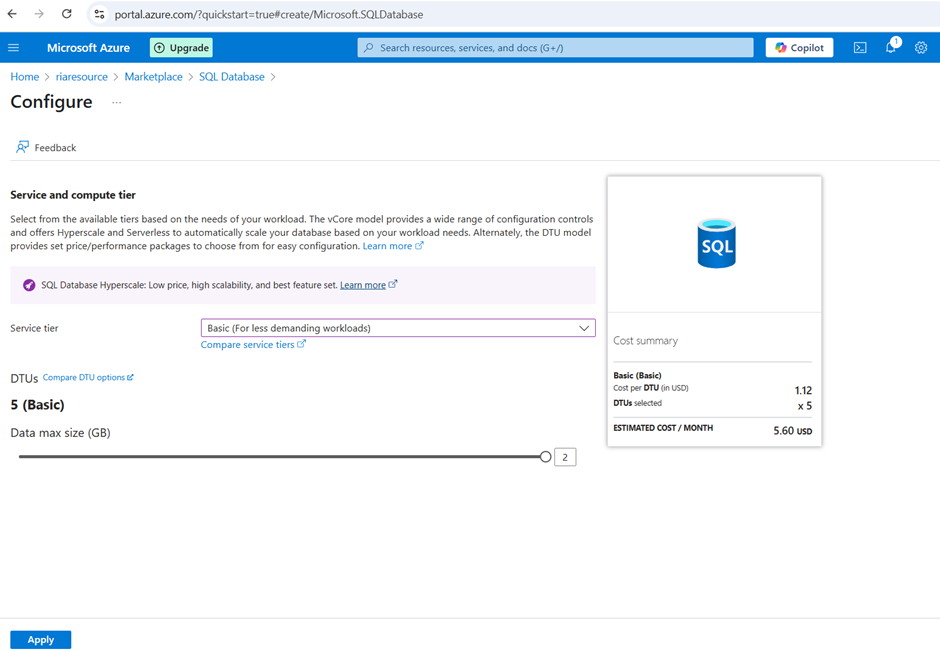 portal.azure.com/?quickstart=true#create/Microsoft.SQLDatabase
Microsoft Azure
Upgrade
Search resources, services, and docs (G+/)
Copilot
1
Home > riaresource > Marketplace > SQL Database >
Configure ...
Feedback
Service and compute tier
Select from the available tiers based on the needs of your workload. The vCore model provides a wide range of configuration controls
and offers Hyperscale and Serverless to automatically scale your database based on your workload needs. Alternately, the DTU model
provides set price/performance packages to choose from for easy configuration. Learn more
SQL Database Hyperscale: Low price, high scalability, and best feature set. Learn more
Service tier
Basic (For less demanding workloads)
Compare service tiers
DTUs Compare DTU options
5 (Basic)
Data max size (GB)
2
SQL
Cost summary
Basic (Basic)
Cost per DTU (in USD) 1.12
DTUs selected x 5
ESTIMATED COST / MONTH 5.60 USD
Apply